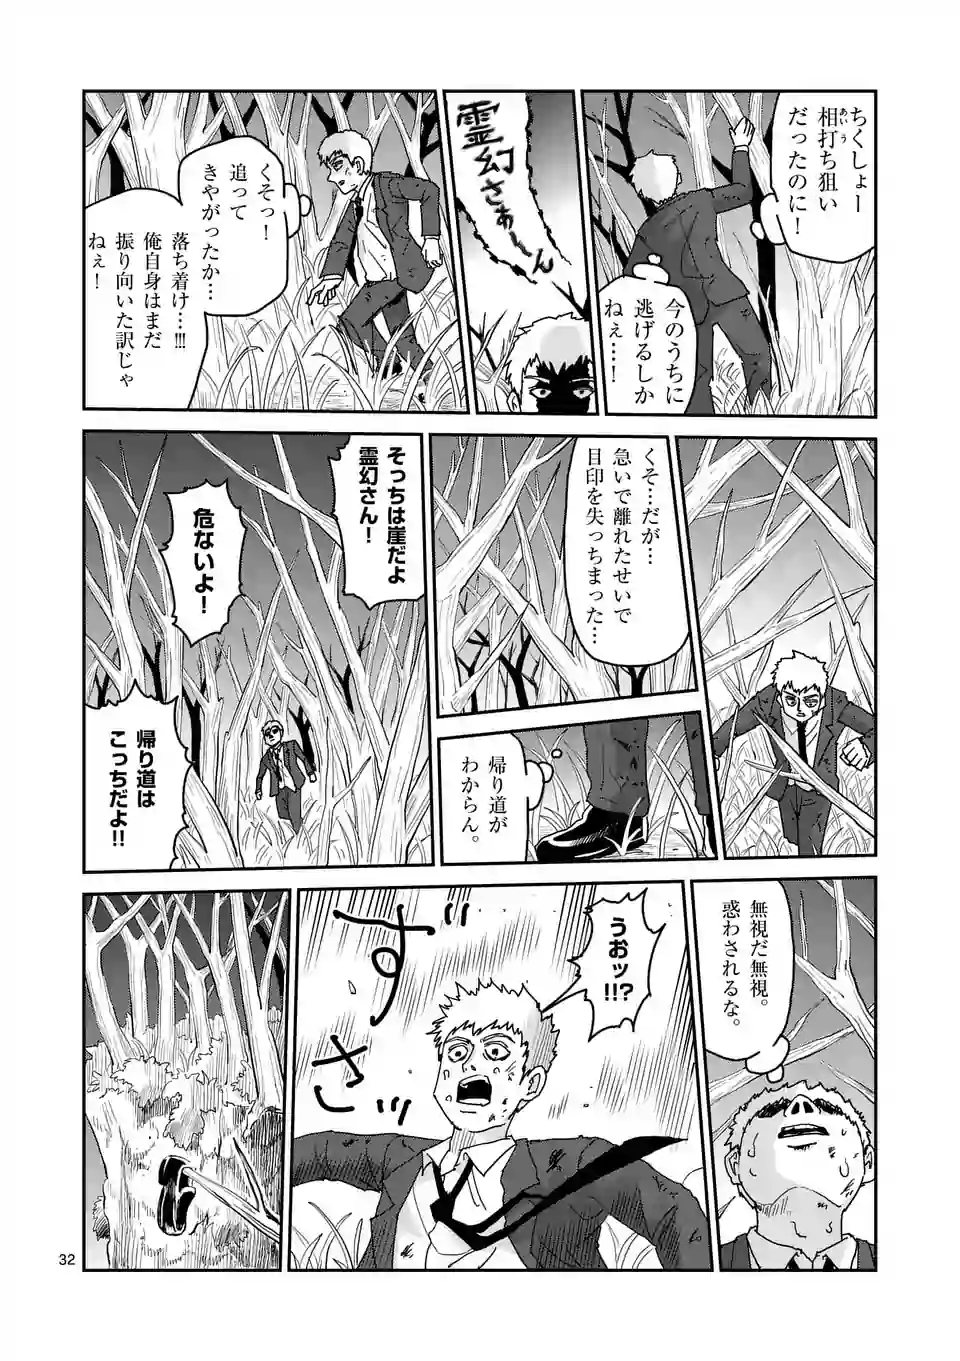 ちくしょー
相打ち狙い
あいう
だったのに!
今のうちに
逃げるしか
ねぇ…!
霊幻さぁーーん
くそっ!
追って
きやがったか…
落ち着け…!!!
俺自身はまだ
振り向いた訳じゃ
ねぇ!
くそ…だが…
急いで離れたせいで
目印を失っちまった…
帰り道が
わからん。
そっちは崖だよ
霊幻さん!
危ないよ!
帰り道は
こっちだよ!!
無視だ無視。
惑わされるな。
うおッ
!!?
ずさッ
32